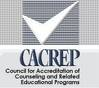 CACREP
Council for Accreditation of
Counseling and Related
Educational Programs